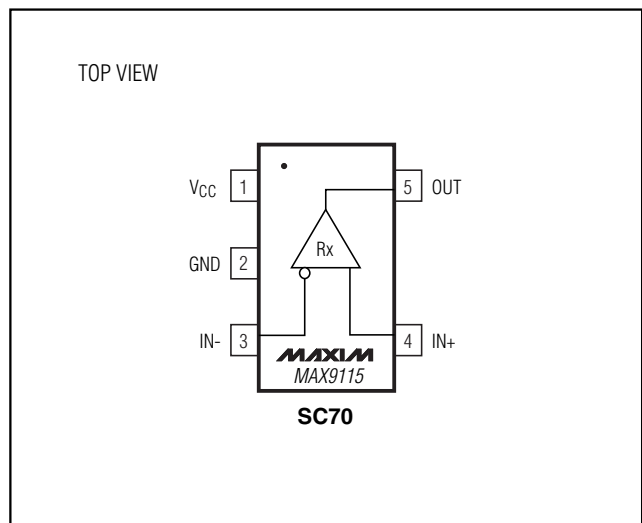 TOP VIEW
VCC 1
5 OUT
Rx
GND 2
IN- 3
4 IN+
MAXIM
MAX9115
SC70